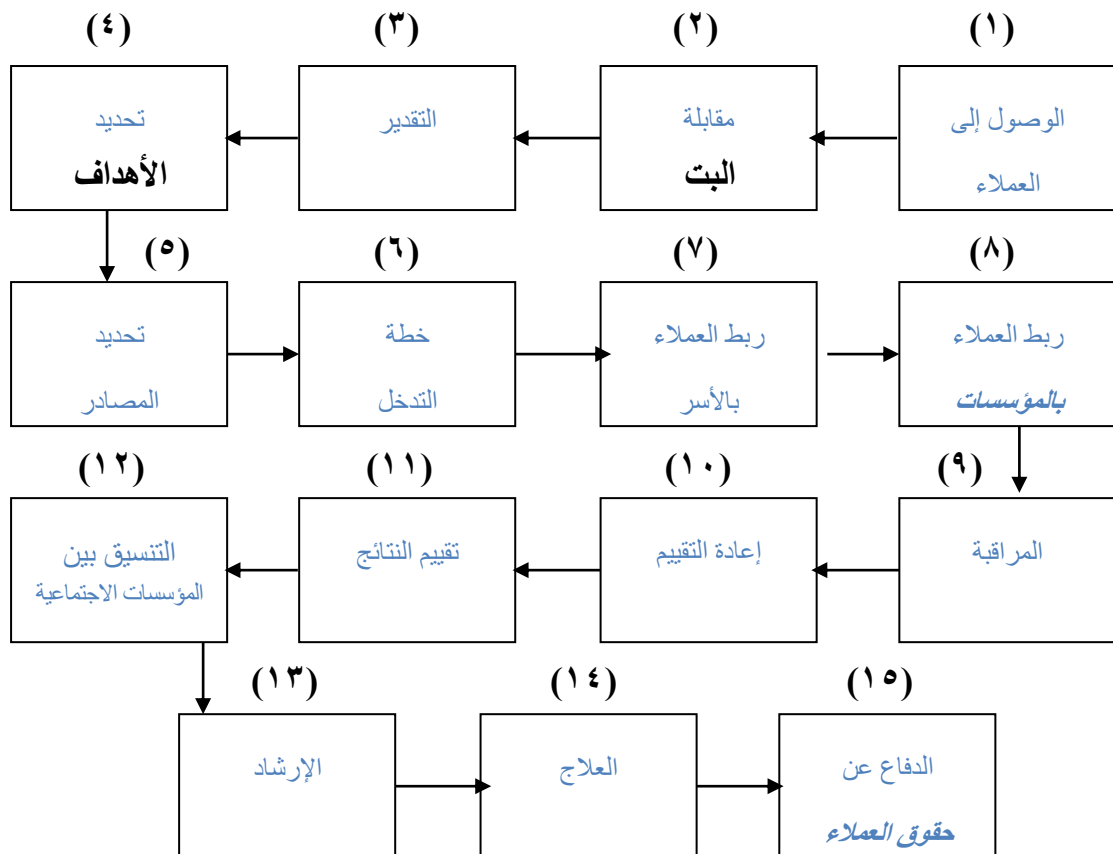 (١)
الوصول إلى
العملاء
(٢)
مقابلة
البت
(٣)
التقدير
(٤)
تحديد
الأهداف
(٥)
تحديد
المصادر
(٦)
خطة
التدخل
(٧)
ربط العملاء
بالأسر
(٨)
ربط العملاء
بالمؤسسات
(٩)
المراقبة
(١٠)
إعادة التقييم
(١١)
تقييم النتائج
(١٢)
التنسيق بين
المؤسسات الاجتماعية
(١٣)
الإرشاد
(١٤)
العلاج
(١٥)
الدفاع عن
حقوق العملاء